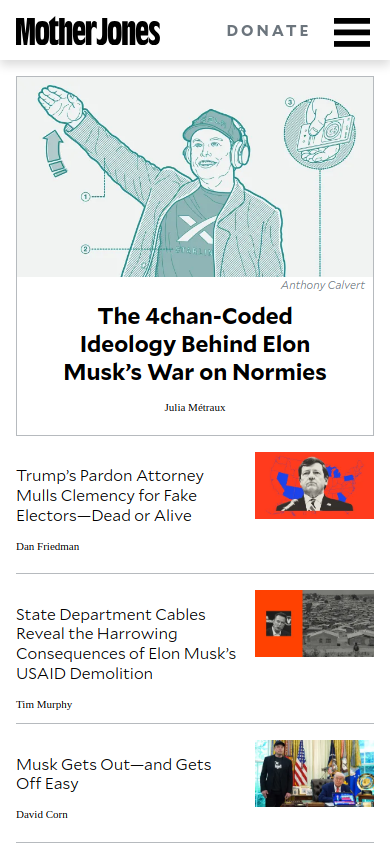 Mother Jones
DONATE
3
1
2
Anthony Calvert
The 4chan-Coded
Ideology Behind Elon
Musk’s War on Normies
Julia Métraux
Trump’s Pardon Attorney
Mulls Clemency for Fake
Electors—Dead or Alive
Dan Friedman
State Department Cables
Reveal the Harrowing
Consequences of Elon Musk’s
USAID Demolition
Tim Murphy
Musk Gets Out—and Gets
Off Easy
David Corn